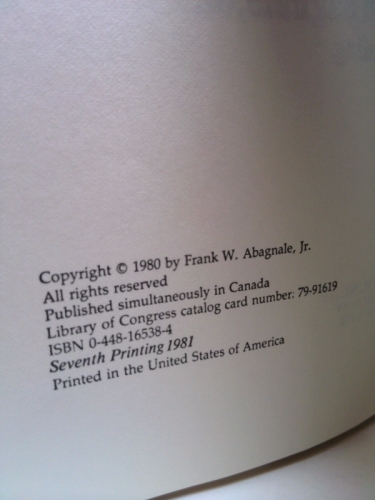 Copyright © 1980 by Frank W. Abagnale, Jr.
All rights reserved
Published simultaneously in Canada
Library of Congress catalog card number: 79-91619
ISBN 0-448-16538-4
Seventh Printing 1981
Printed in the United States of America